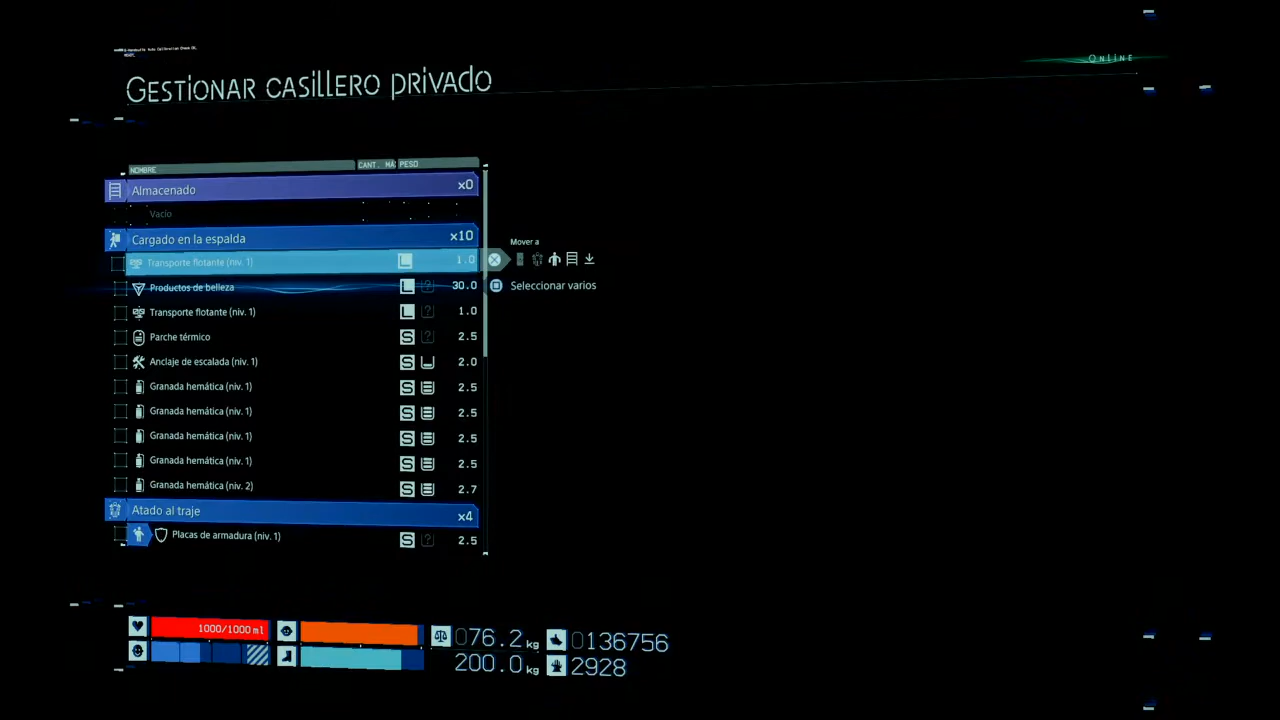 OnLinE
GESTIONAR CASILLERO PRIVADO
NOMBRE CANT. MÁ PESO
Almacenado x0
Vacío
Cargado en la espalda x10
Mover a
Transporte flotante (niv. 1) L 1.0
Productos de belleza L ? 30.0
Seleccionar varios
Transporte flotante (niv. 1) L ? 1.0
Parche térmico S ? 2.5
Anclaje de escalada (niv. 1) S 2.0
Granada hemática (niv. 1) S 2.5
Granada hemática (niv. 1) S 2.5
Granada hemática (niv. 1) S 2.5
Granada hemática (niv. 1) S 2.5
Granada hemática (niv. 2) S 2.7
Atado al traje x4
Placas de armadura (niv. 1) S ? 2.5
1000/1000 ml
076.2 kg 0136756
200.0 kg 2928